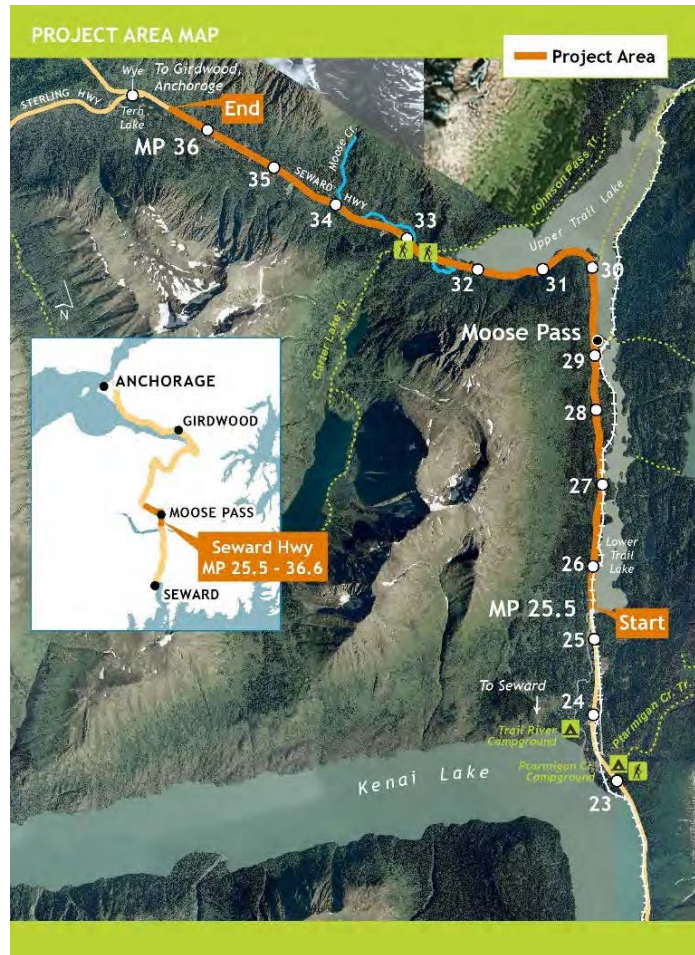 PROJECT AREA MAP
Project Area
Wye
To Girdwood,
Anchorage
STERLING HWY
Tern
Lake
End
MP 36
35
SEWARD HWY
Moose Cr.
34
33
Johnson Pass Tr.
Upper Trail Lake
32
31
30
N
Carter Lake Tr.
Moose Pass
29
28
27
Lower
Trail
Lake
26
MP 25.5
Start
25
ANCHORAGE
GIRDWOOD
MOOSE PASS
Seward Hwy
MP 25.5 - 36.6
SEWARD
To Seward
24
Trail River
Campground
Ptarmigan Cr. Tr.
Ptarmigan Cr.
Campground
23
Kenai Lake